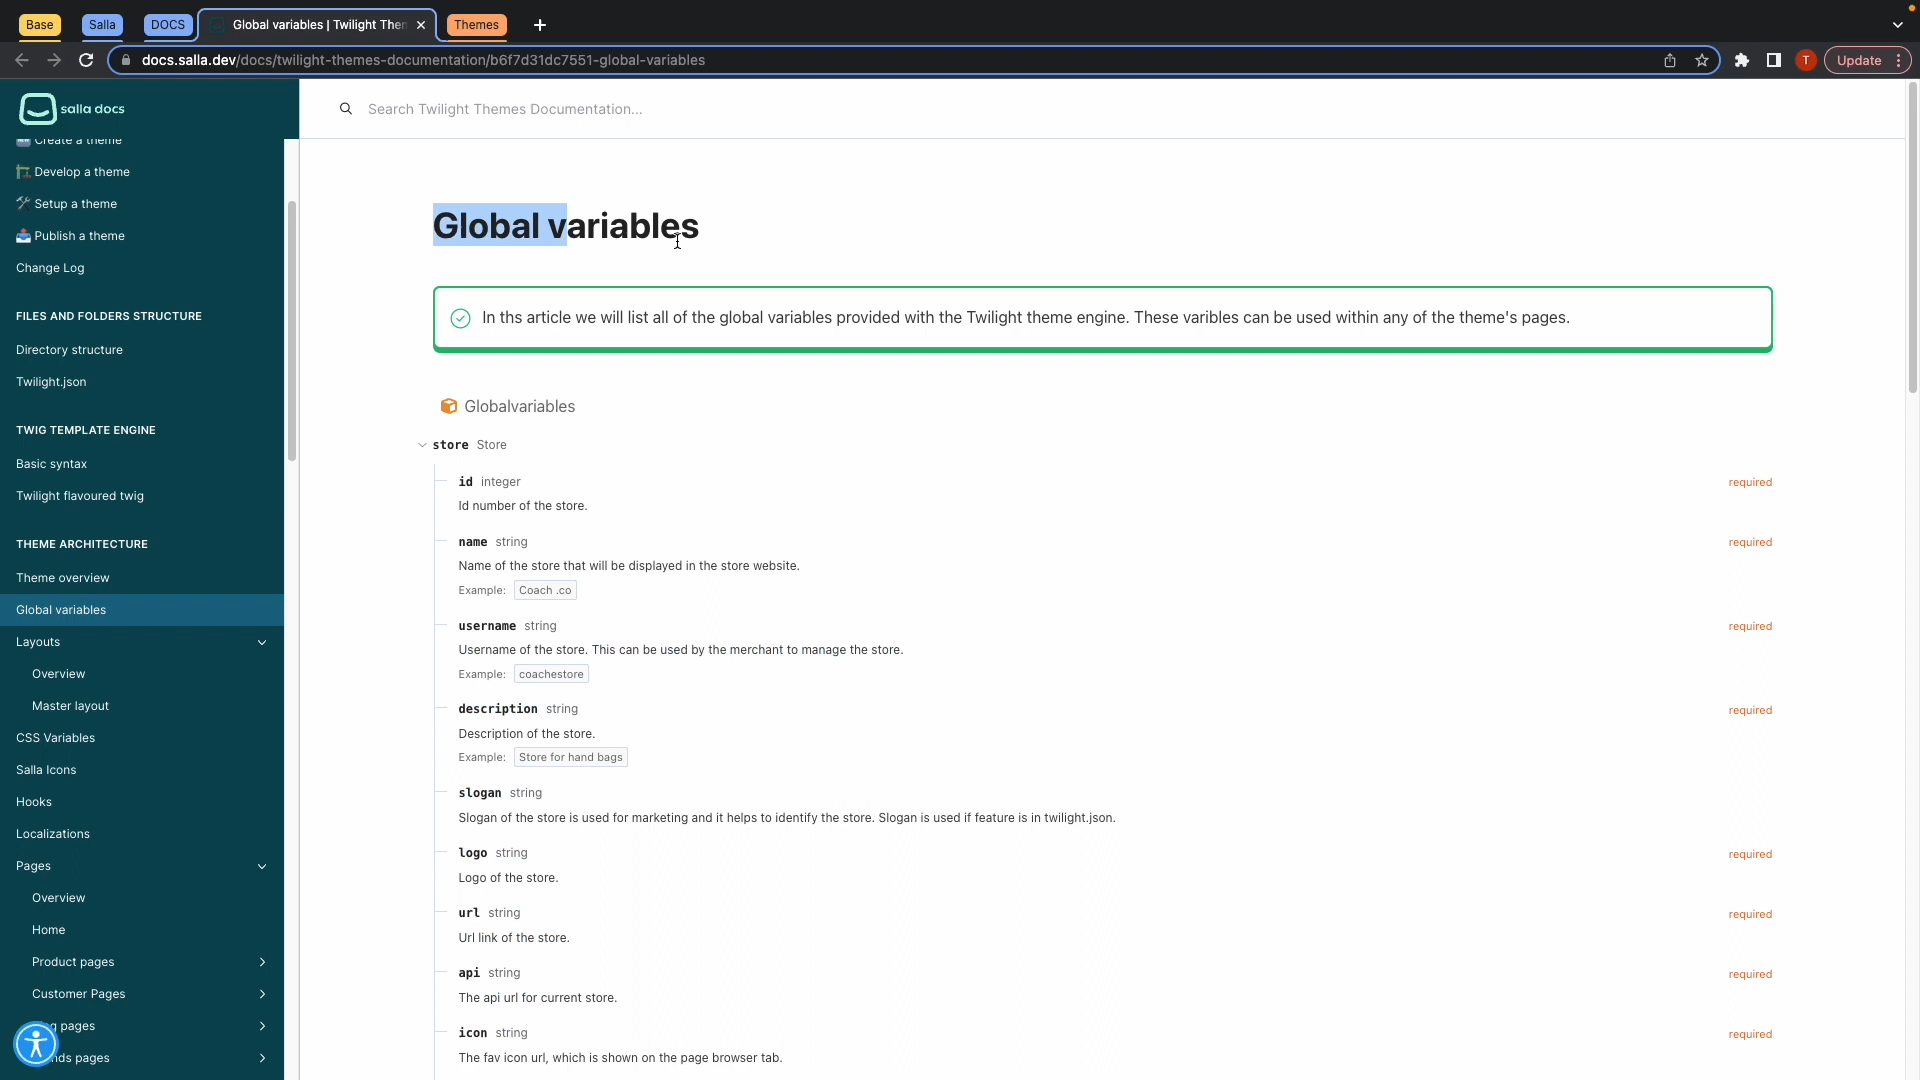 Base
Salla
DOCS
Global variables | Twilight Them
Themes
docs.salla.dev/docs/twilight-themes-documentation/b6f7d31dc7551-global-variables
T
Update
salla docs
Search Twilight Themes Documentation...
Create a theme
Develop a theme
Setup a theme
Publish a theme
Change Log
FILES AND FOLDERS STRUCTURE
Directory structure
Twilight.json
TWIG TEMPLATE ENGINE
Basic syntax
Twilight flavoured twig
THEME ARCHITECTURE
Theme overview
Global variables
Layouts
Overview
Master layout
CSS Variables
Salla Icons
Hooks
Localizations
Pages
Overview
Home
Product pages
Customer Pages
pages
pages
Global variables
In ths article we will list all of the global variables provided with the Twilight theme engine. These varibles can be used within any of the theme's pages.
Globalvariables
store Store
id integer required
Id number of the store.
name string required
Name of the store that will be displayed in the store website.
Example: Coach .co
username string required
Username of the store. This can be used by the merchant to manage the store.
Example: coachestore
description string required
Description of the store.
Example: Store for hand bags
slogan string
Slogan of the store is used for marketing and it helps to identify the store. Slogan is used if feature is in twilight.json.
logo string required
Logo of the store.
url string required
Url link of the store.
api string required
The api url for current store.
icon string required
The fav icon url, which is shown on the page browser tab.